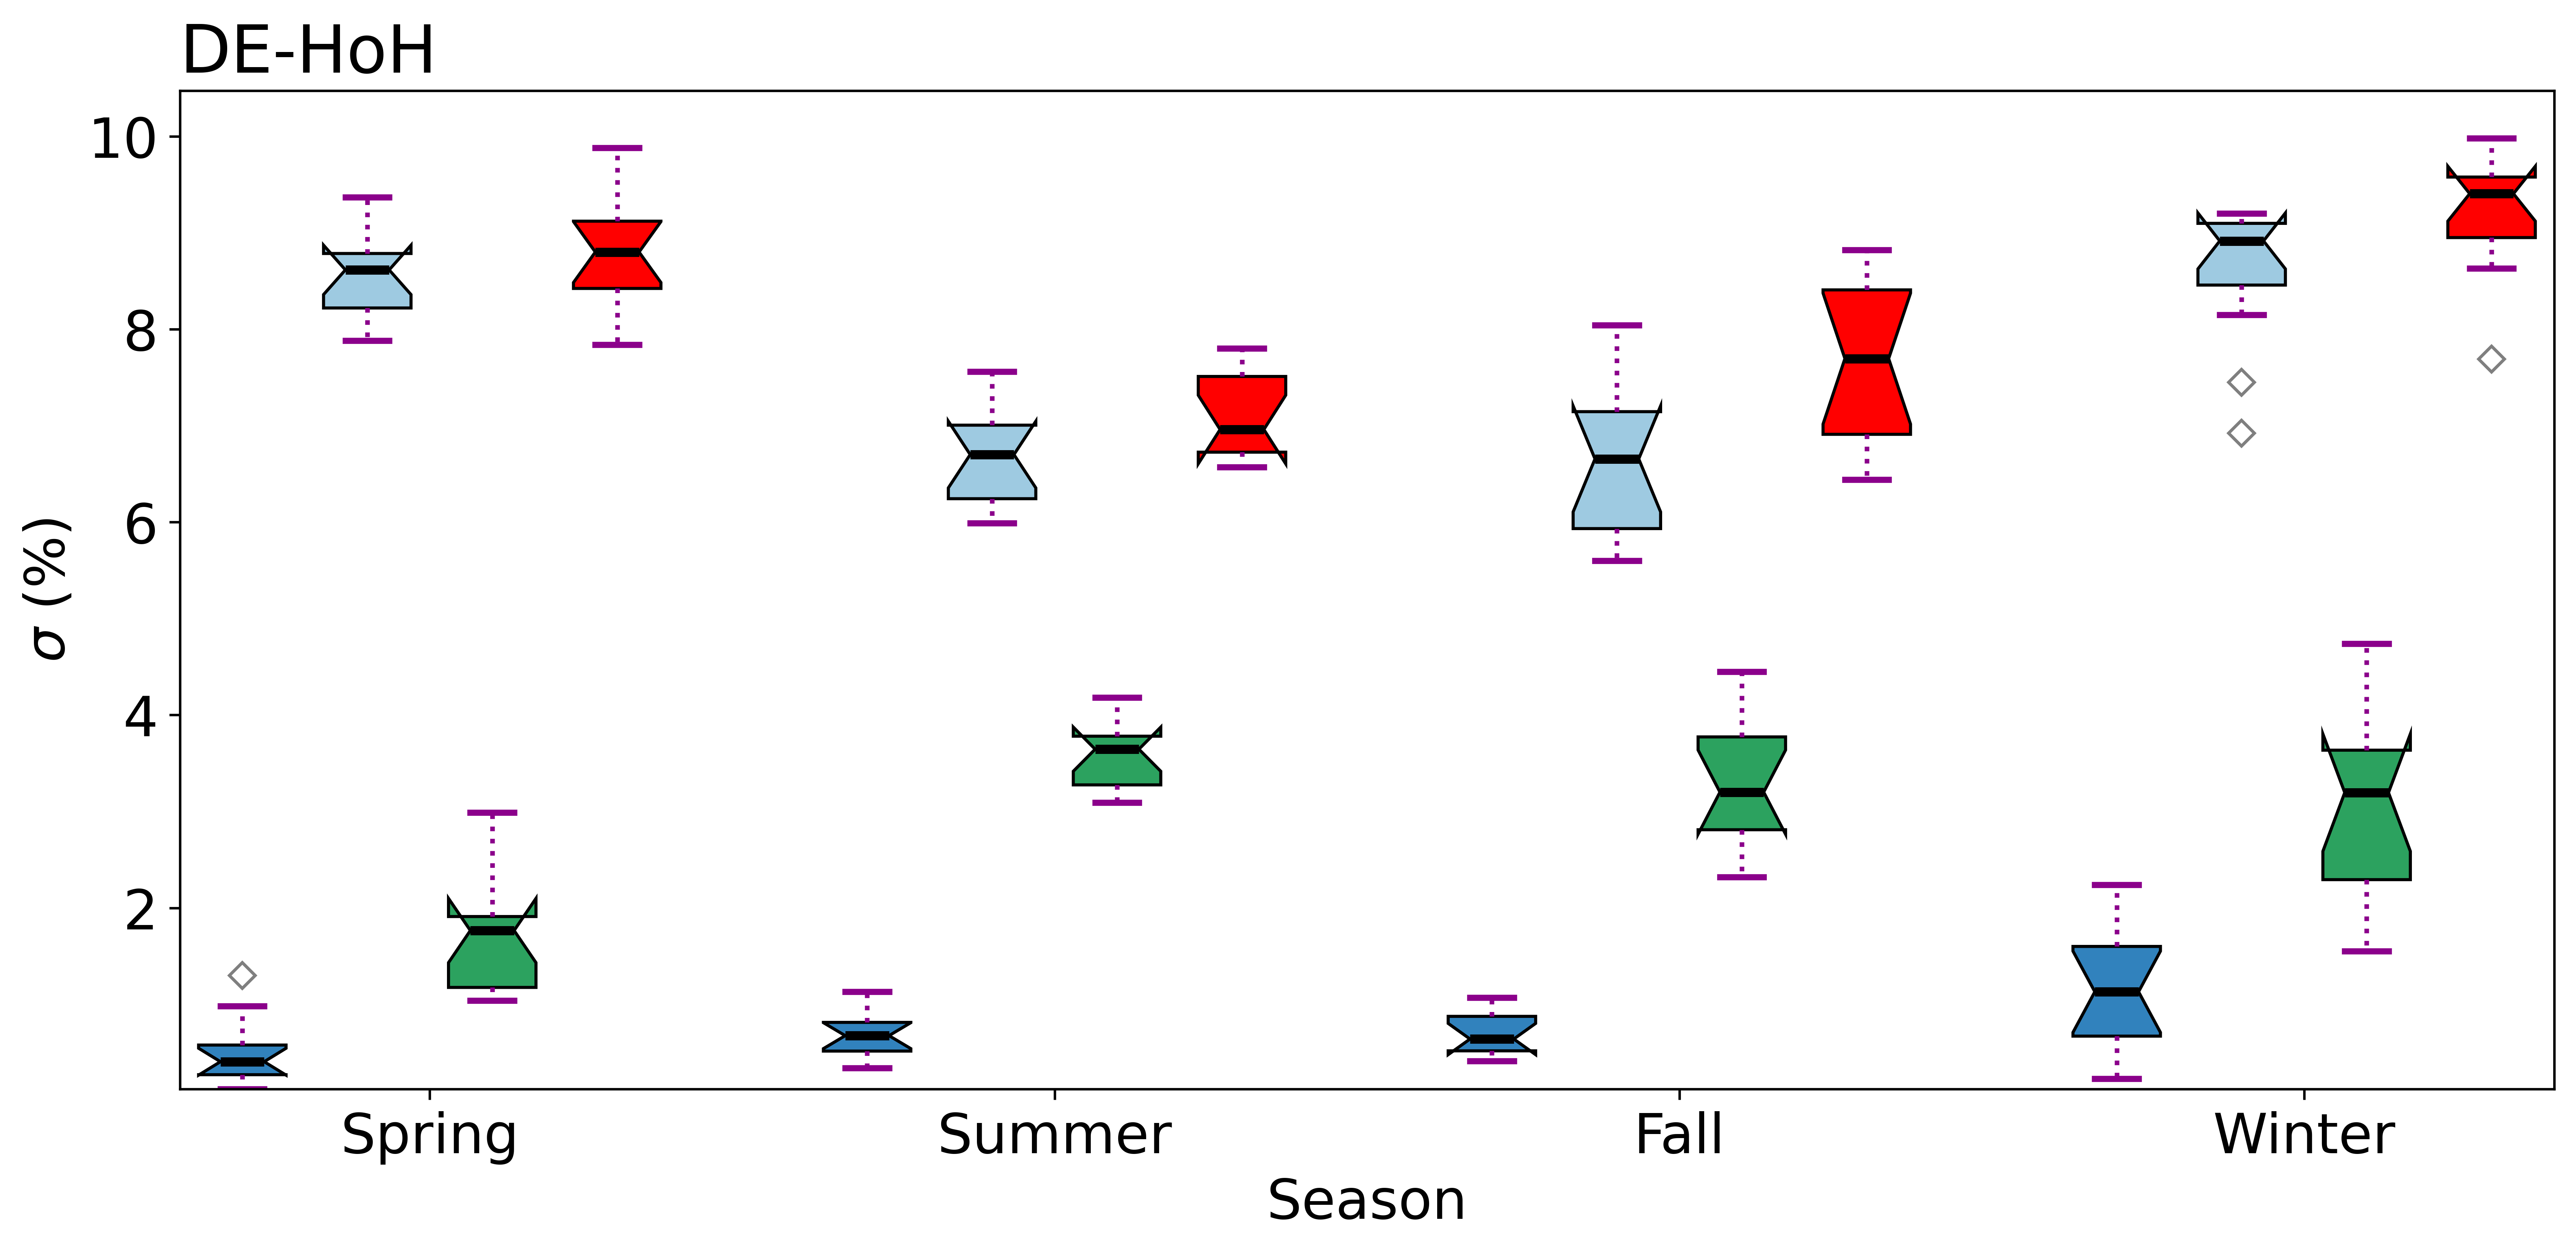 DE-HoH
10
8
6
4
2
σ (%)
Spring Summer Fall Winter
Season